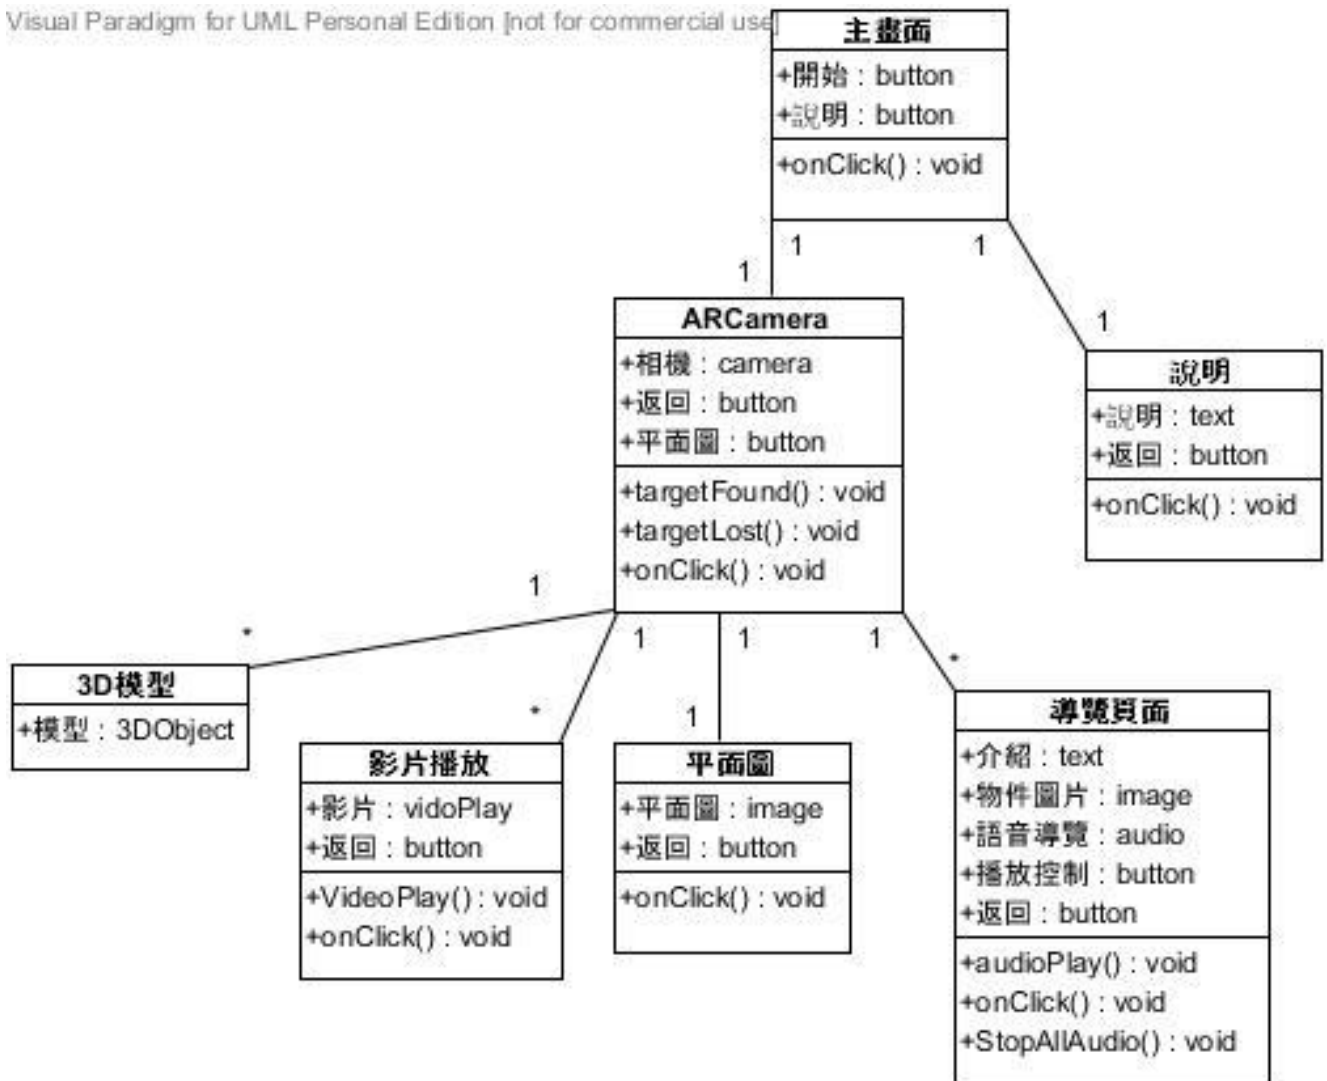 Visual Paradigm for UML Personal Edition [not for commercial use]
主畫面
+開始 : button
+說明 : button
+onClick() : void
1
1
1
1
ARCamera
+相機 : camera
+返回 : button
+平面圖 : button
+targetFound() : void
+targetLost() : void
+onClick() : void
說明
+說明 : text
+返回 : button
+onClick() : void
1
*
1
*
1
1
1
*
3D模型
+模型 : 3DObject
影片播放
+影片 : vidoPlay
+返回 : button
+VideoPlay() : void
+onClick() : void
平面圖
+平面圖 : image
+返回 : button
+onClick() : void
導覽頁面
+介紹 : text
+物件圖片 : image
+語音導覽 : audio
+播放控制 : button
+返回 : button
+audioPlay() : void
+onClick() : void
+StopAllAudio() : void